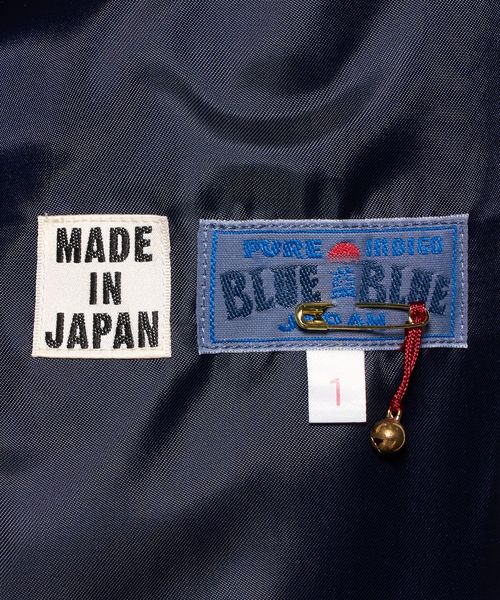 MADE
IN
JAPAN
PURE INDIGO
BLUE BLUE
JAPAN
1